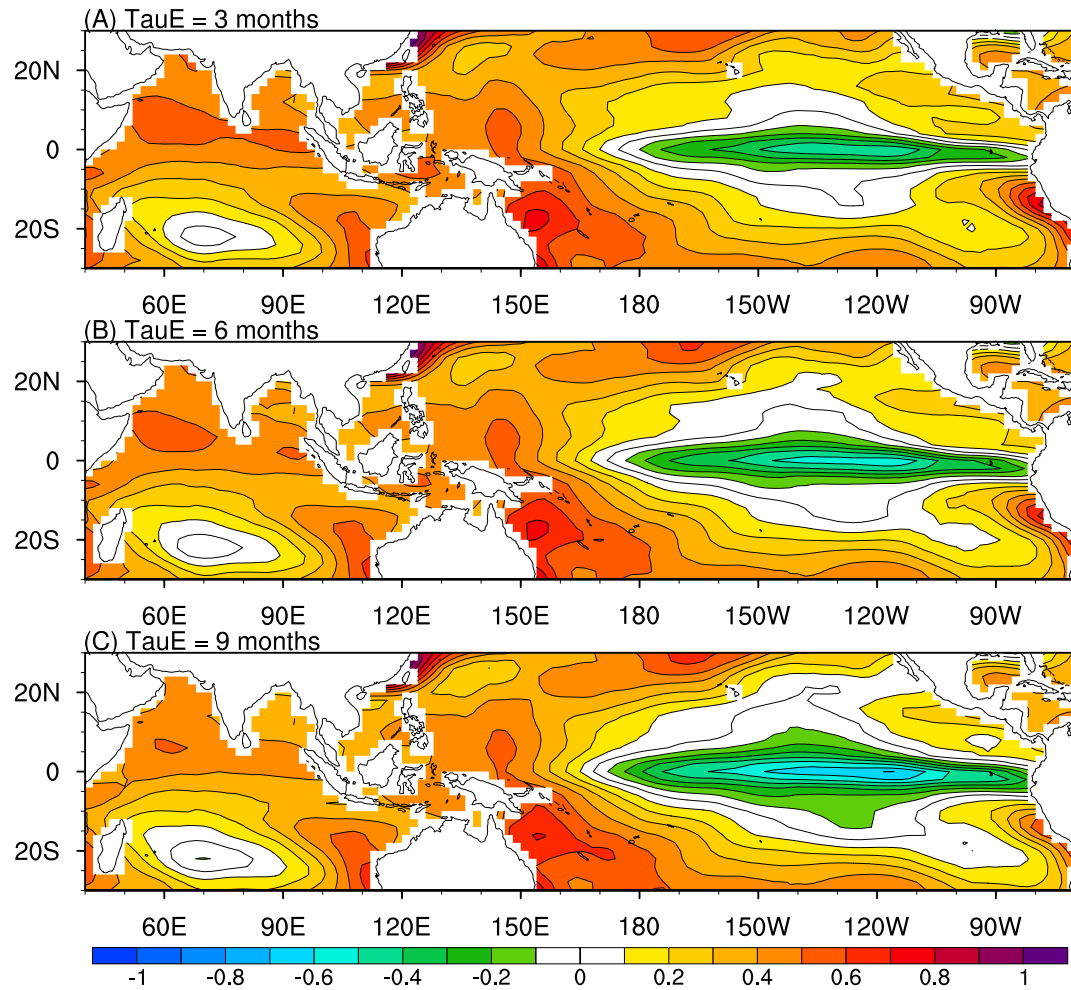 (A) TauE = 3 months
20N
0
20S
60E 90E 120E 150E 180 150W 120W 90W
(B) TauE = 6 months
20N
0
20S
60E 90E 120E 150E 180 150W 120W 90W
(C) TauE = 9 months
20N
0
20S
60E 90E 120E 150E 180 150W 120W 90W
-1 -0.8 -0.6 -0.4 -0.2 0 0.2 0.4 0.6 0.8 1